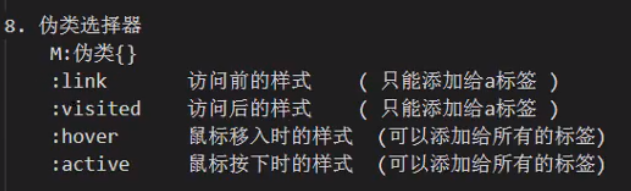 8. 伪类选择器
M:伪类{}
:link 访问前的样式 ( 只能添加给a标签 )
:visited 访问后的样式 ( 只能添加给a标签 )
:hover 鼠标移入时的样式 (可以添加给所有的标签)
:active 鼠标按下时的样式 (可以添加给所有的标签)